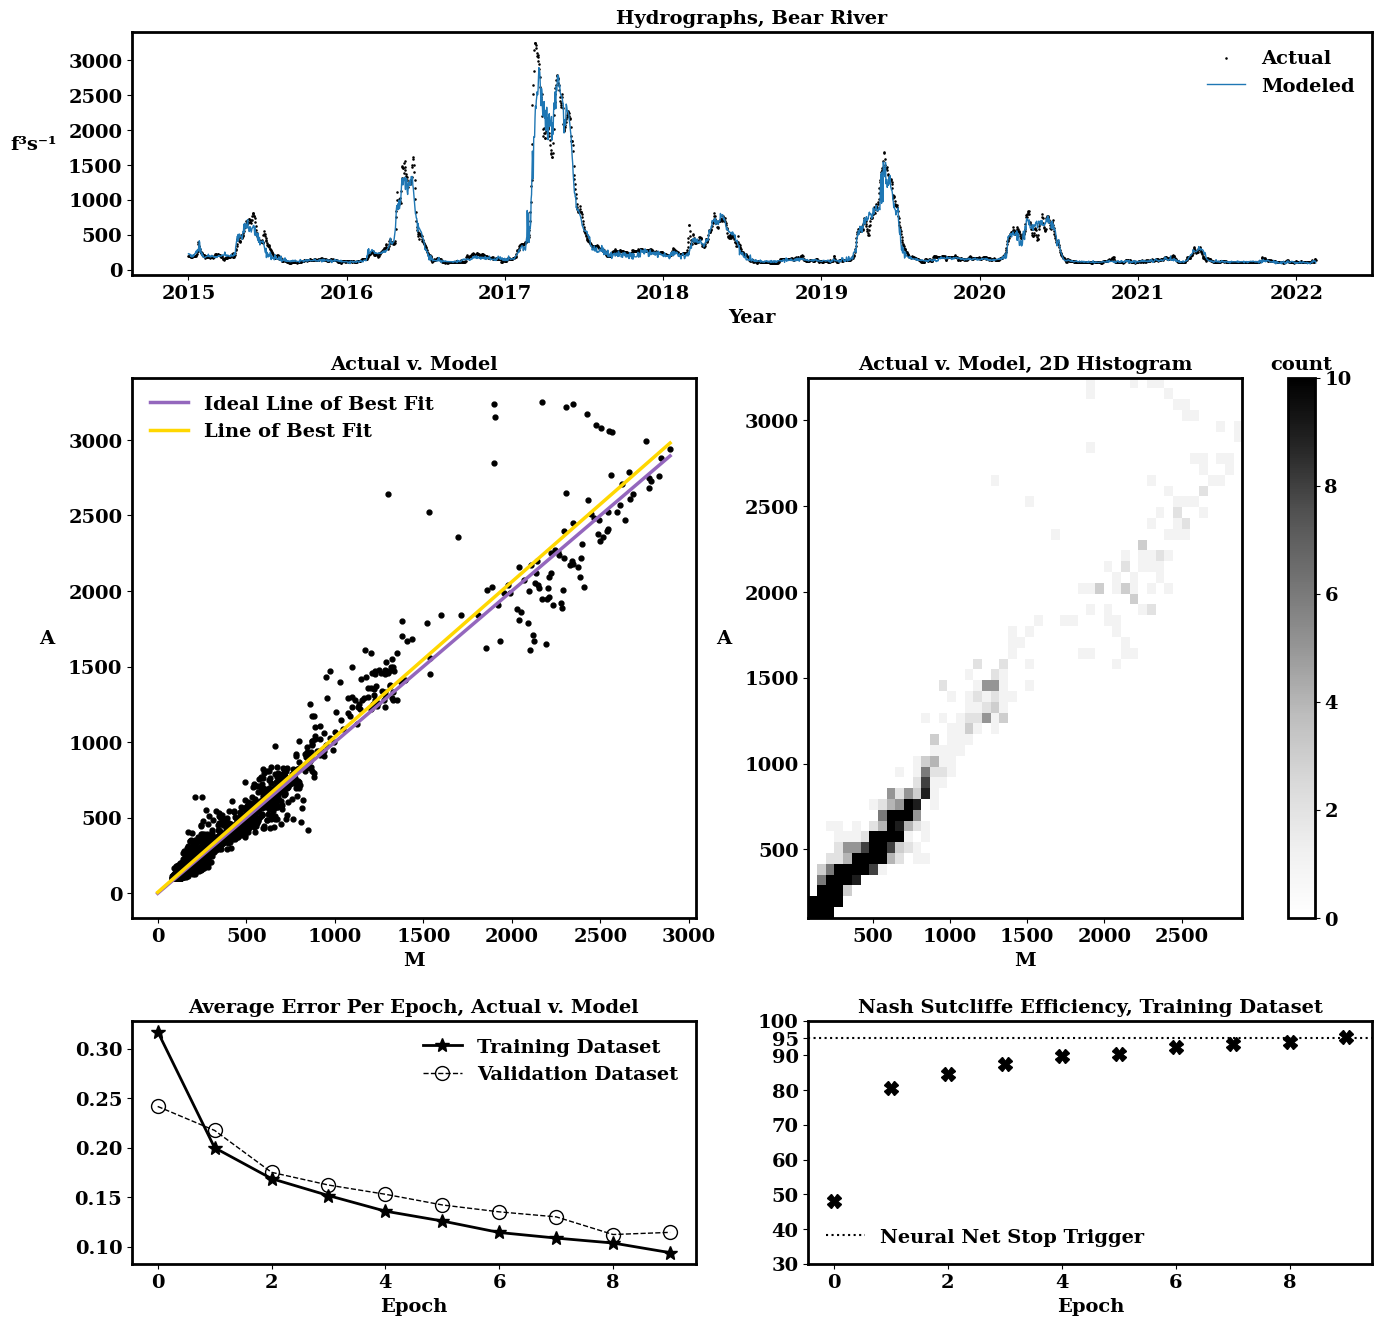 Hydrographs, Bear River
3000
2500
2000
1500
1000
500
0
f³s⁻¹
Actual
Modeled
2015 2016 2017 2018 2019 2020 2021 2022
Year
Actual v. Model
Ideal Line of Best Fit
Line of Best Fit
3000
2500
2000
1500
1000
500
0
A
0 500 1000 1500 2000 2500 3000
M
Actual v. Model, 2D Histogram
3000
2500
2000
1500
1000
500
A
500 1000 1500 2000 2500
M
count
10
8
6
4
2
0
Average Error Per Epoch, Actual v. Model
Training Dataset
Validation Dataset
0.30
0.25
0.20
0.15
0.10
0 2 4 6 8
Epoch
Nash Sutcliffe Efficiency, Training Dataset
100
95
90
80
70
60
50
40
30
Neural Net Stop Trigger
0 2 4 6 8
Epoch